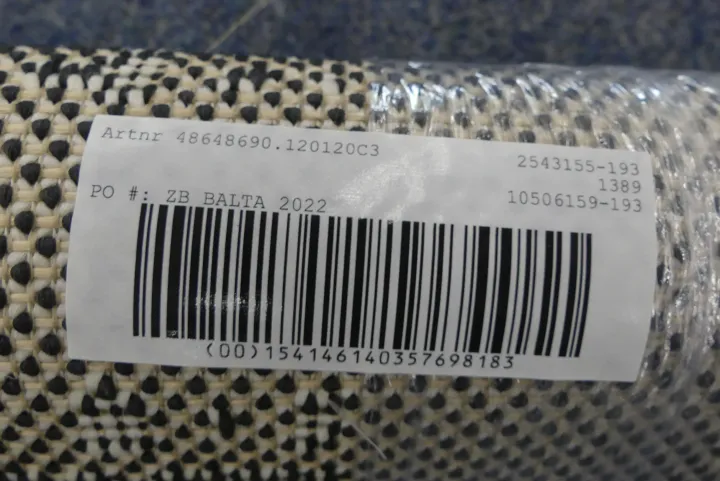 Artnr 48648690.120120C3
2543155-193
1389
PO #: ZB BALTA 2022
10506159-193
(00)154146140357698183